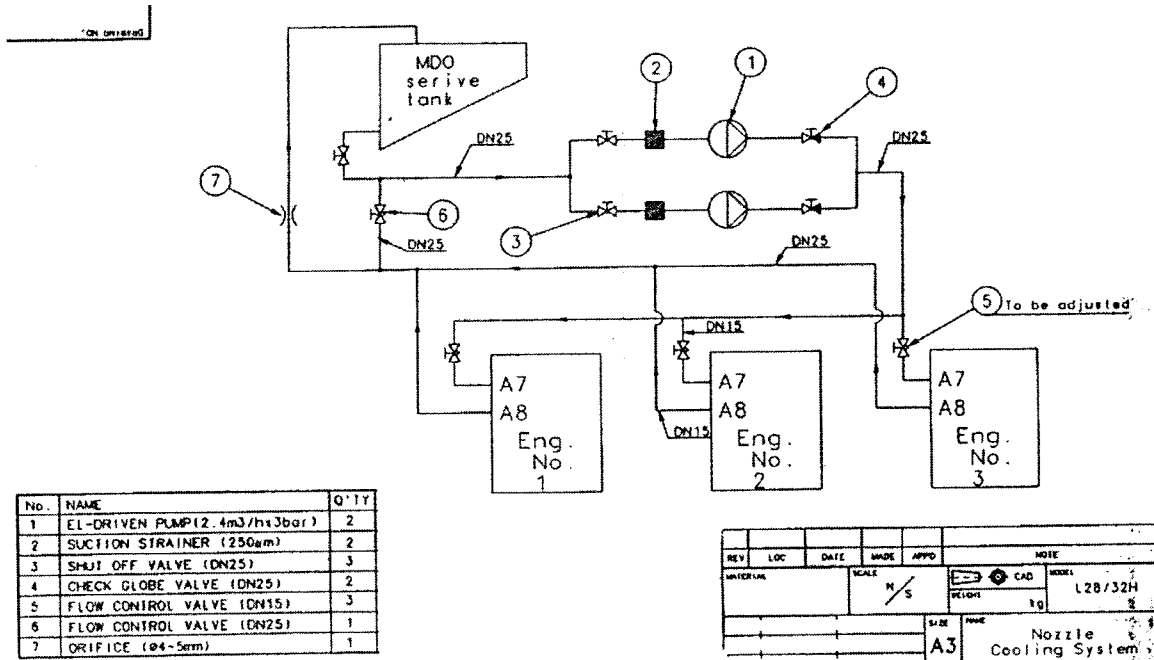 Drawing No.
MDO
serive
tank
2
1
4
DN25
DN25
7
6
3
DN25
DN25
5 To be adjusted
DN15
A7
A8
Eng.
No.
1
A7
A8
DN15
Eng.
No.
2
A7
A8
Eng.
No.
3
No. NAME Q'TY
1 EL-DRIVEN PUMP(2.4m3/hx3bar) 2
2 SUCTION STRAINER (250µm) 2
3 SHUT OFF VALVE (DN25) 3
4 CHECK GLOBE VALVE (DN25) 2
5 FLOW CONTROL VALVE (DN15) 3
6 FLOW CONTROL VALVE (DN25) 1
7 ORIFICE (ø4-5mm) 1
REV LOC DATE MADE APPD NOTE
MATERIAL SCALE N/S CAD MODEL
WEIGHT kg L28/32H
SIZE NAME
A3 Nozzle
Cooling System